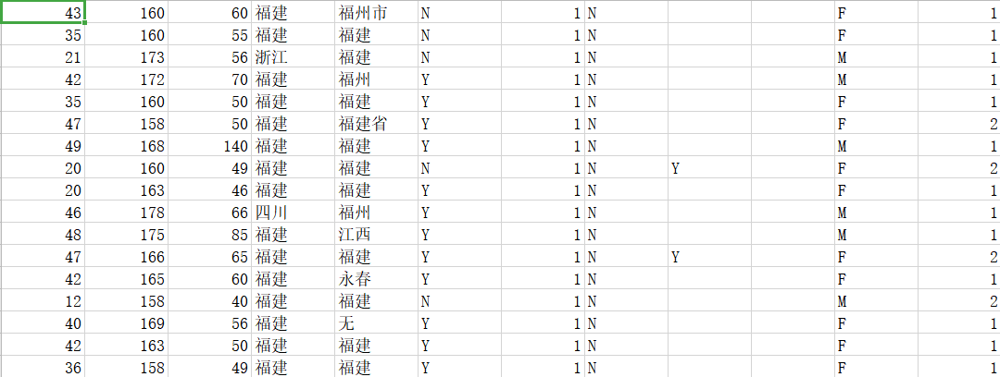 43 160 60 福建 福州市 N 1 N F 1
35 160 55 福建 福建 N 1 N F 1
21 173 56 浙江 福建 N 1 N M 1
42 172 70 福建 福州 Y 1 N M 1
35 160 50 福建 福建 Y 1 N F 1
47 158 50 福建 福建省 Y 1 N F 2
49 168 140 福建 福建 Y 1 N M 1
20 160 49 福建 福建 N 1 N Y F 2
20 163 46 福建 福建 Y 1 N F 1
46 178 66 四川 福州 Y 1 N M 1
48 175 85 福建 江西 Y 1 N M 1
47 166 65 福建 福建 Y 1 N Y F 2
42 165 60 福建 永春 Y 1 N F 1
12 158 40 福建 福建 N 1 N M 2
40 169 56 福建 无 Y 1 N F 1
42 163 50 福建 福建 Y 1 N F 1
36 158 49 福建 福建 Y 1 N F 1